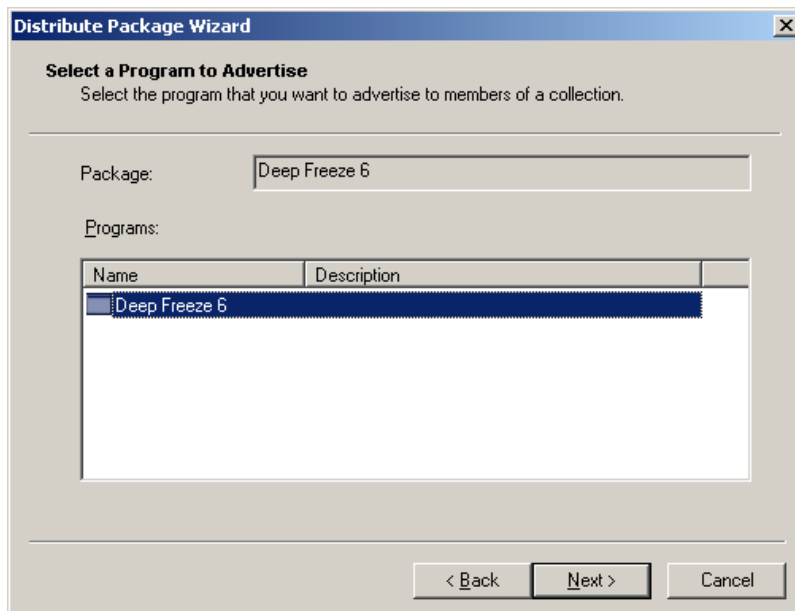 Distribute Package Wizard
Select a Program to Advertise
Select the program that you want to advertise to members of a collection.
Package: Deep Freeze 6
Programs:
Name Description
Deep Freeze 6
< Back Next > Cancel